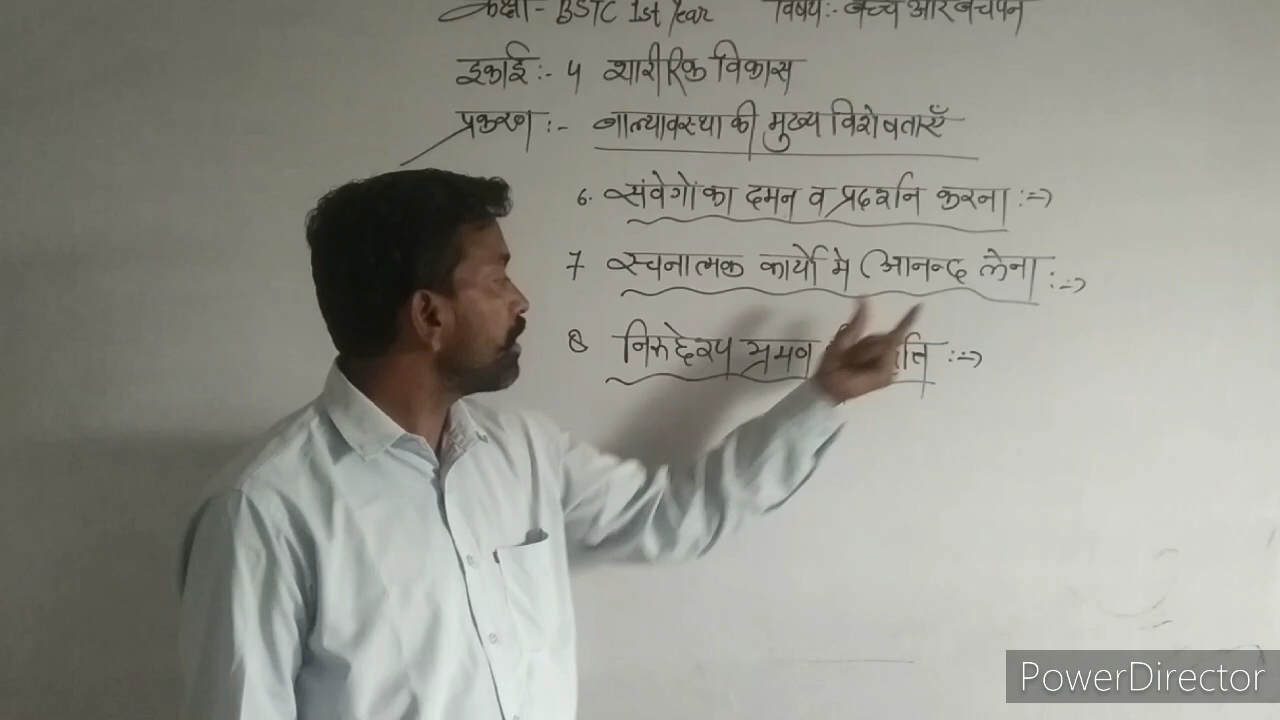 कक्षा - BSTC 1st Year विषय :- बच्चे और बचपन
इकाई :- 5 शारीरिक विकास
प्रकरण :- बाल्यावस्था की मुख्य विशेषताएँ
6. संवेगों का दमन व प्रदर्शन करना :=>
7 रचनात्मक कार्यो मे आनन्द लेना :=>
8 निरुद्देश्य भ्रमण :=>
PowerDirector